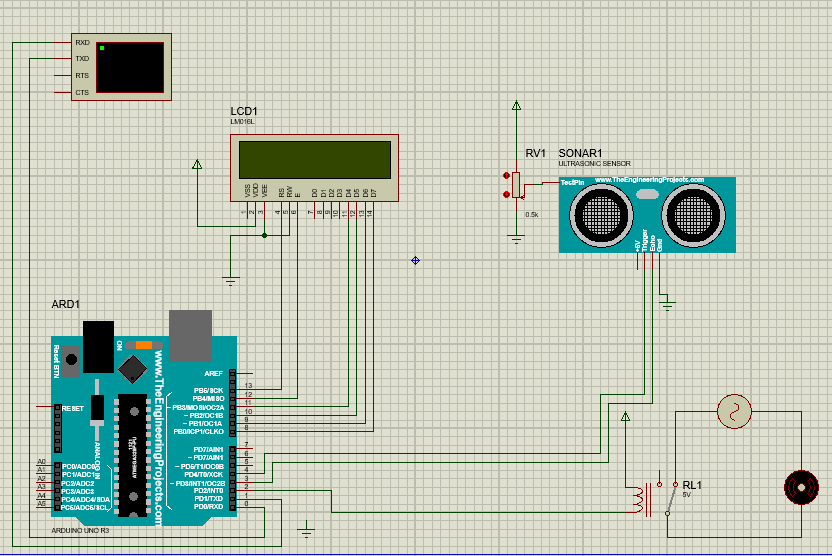 RXD
TXD
RTS
CTS
LCD1
LM016L
VSS
VDD
VEE
RS
RW
E
D0
D1
D2
D3
D4
D5
D6
D7
1
2
3
4
5
6
7
8
9
10
11
12
13
14
RV1
0.5k
SONAR1
ULTRASONIC SENSOR
TestPin
www.TheEngineeringProjects.com
+5V
Trigger
Echo
Gnd
ARD1
Reset BTN
ON
www.TheEngineeringProjects.com
ANALOG IN
RESET
AREF
PB5/SCK
13
PB4/MISO
12
~ PB3/MOSI/OC2A
11
~ PB2/OC1B
10
~ PB1/OC1A
9
PB0/ICP1/CLKO
8
PD7/AIN1
7
~ PD6/AIN1
6
~ PD5/T1/OC0B
5
PD4/T0/XCK
4
~ PD3/INT1/OC2B
3
PD2/INT0
2
PD1/TXD
1
PD0/RXD
0
A0
PC0/ADC0
A1
PC1/ADC1
A2
PC2/ADC2
A3
PC3/ADC3
A4
PC4/ADC4/SDA
A5
PC5/ADC5/SCL
ARDUINO UNO R3
RL1
5V